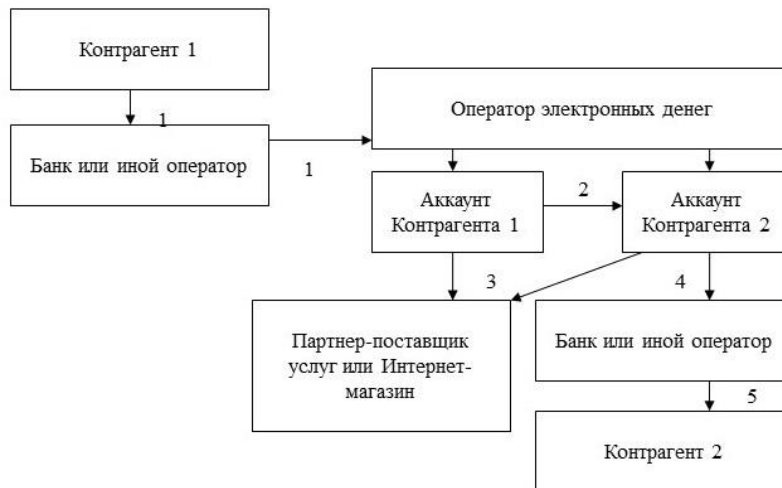 Контрагент 1
1
Оператор электронных денег
Банк или иной оператор
1
Аккаунт
Контрагента 1
2
Аккаунт
Контрагента 2
3
4
Партнер-поставщик
услуг или Интернет-
магазин
Банк или иной оператор
5
Контрагент 2